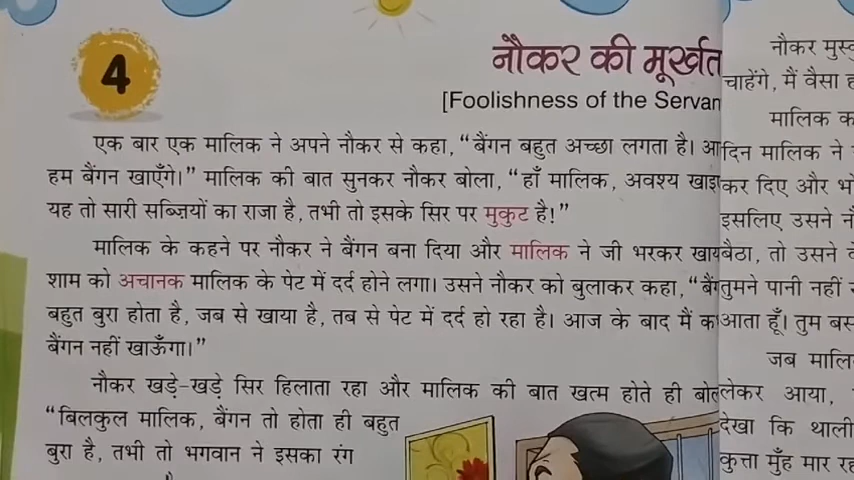 4
नौकर की मूर्खत
[Foolishness of the Servan
एक बार एक मालिक ने अपने नौकर से कहा, “बैंगन बहुत अच्छा लगता है।
हम बैंगन खाएँगे।” मालिक की बात सुनकर नौकर बोला, “हाँ मालिक, अवश्य
यह तो सारी सब्ज़ियों का राजा है, तभी तो इसके सिर पर मुकुट है!”
मालिक के कहने पर नौकर ने बैंगन बना दिया और मालिक ने जी भरकर
शाम को अचानक मालिक के पेट में दर्द होने लगा। उसने नौकर को बुलाकर कहा,
बहुत बुरा होता है, जब से खाया है, तब से पेट में दर्द हो रहा है। आज के बाद मैं
बैंगन नहीं खाऊँगा।”
नौकर खड़े-खड़े सिर हिलाता रहा और मालिक की बात खत्म होते ही
“बिलकुल मालिक, बैंगन तो होता ही बहुत
बुरा है, तभी तो भगवान ने इसका रंग
नौकर
चाहेंगे, मैं वैसा
मालिक
दिन मालिक ने
कर दिए और
इसलिए उसने
बैठा, तो उसने
तुमने पानी नहीं
आता हूँ। तुम
जब
लेकर आया,
देखा कि थाली
कुत्ता मुँह मार